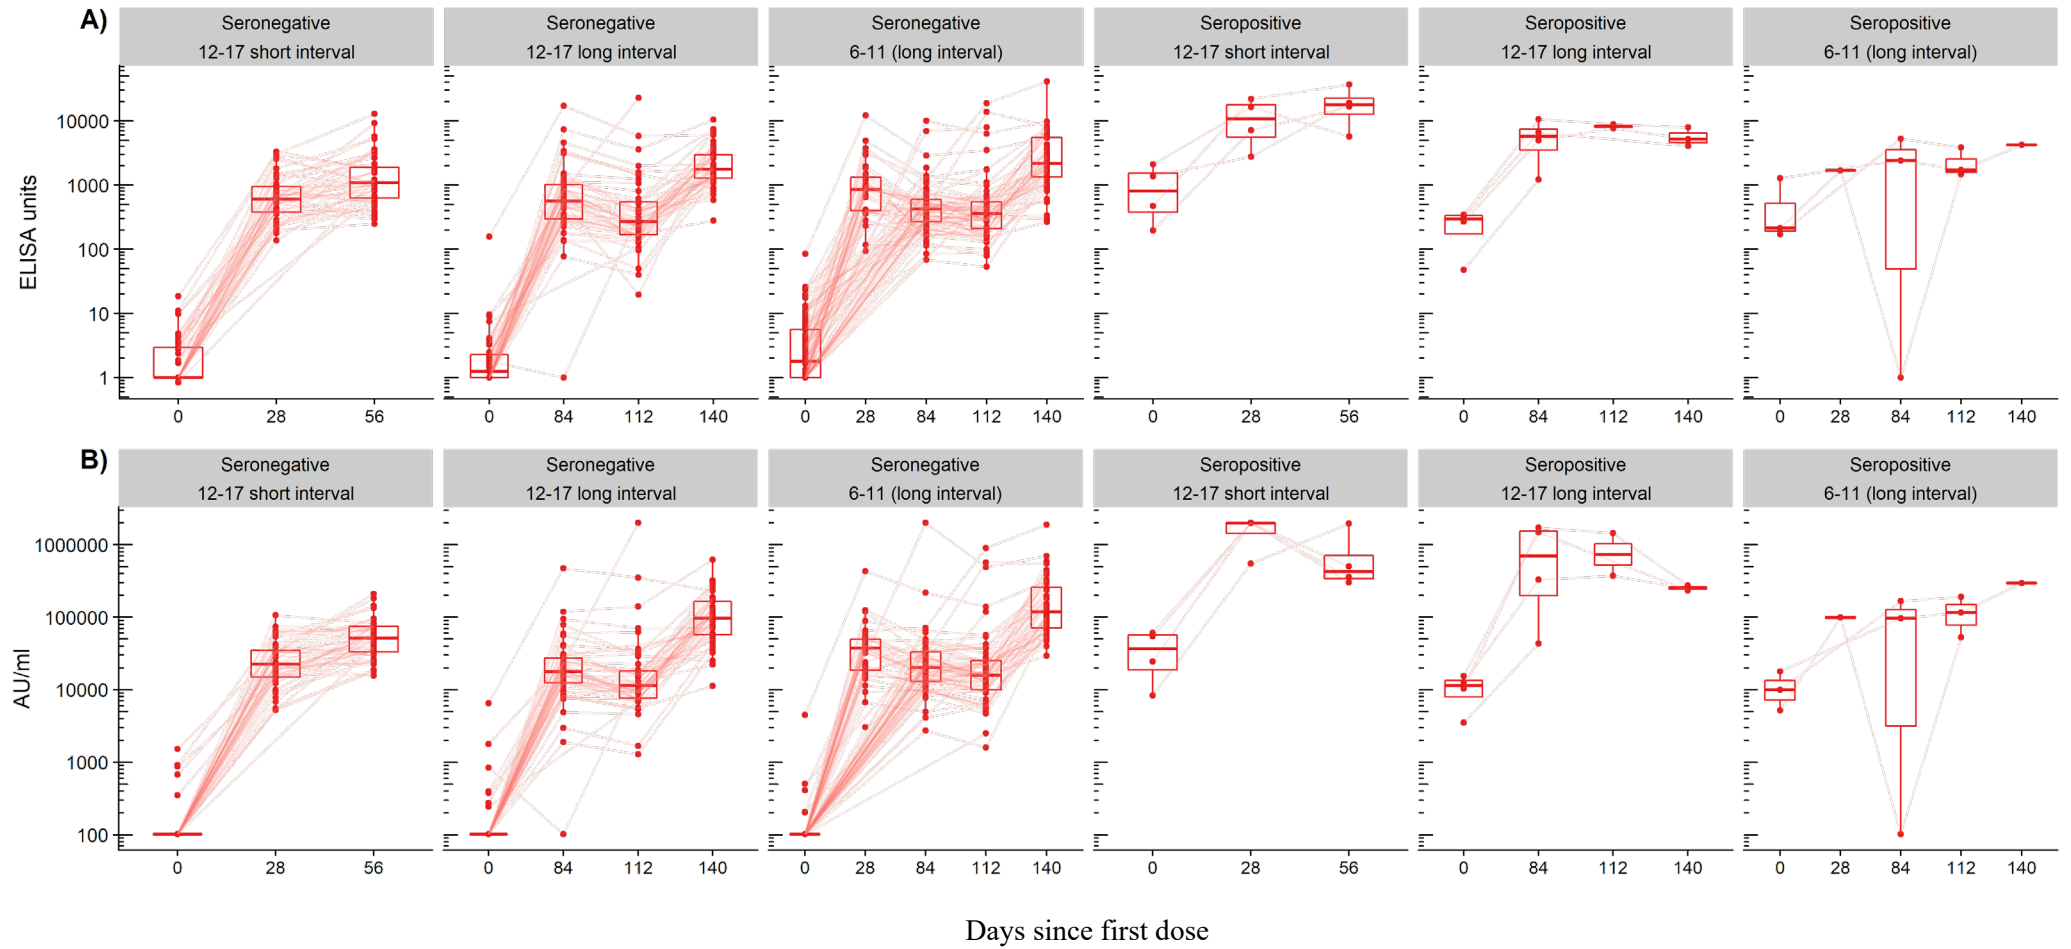 A)
Seronegative Seronegative Seronegative Seropositive Seropositive Seropositive
12-17 short interval 12-17 long interval 6-11 (long interval) 12-17 short interval 12-17 long interval 6-11 (long interval)
ELISA units
10000
1000
100
10
1
0 28 56 0 84 112 140 0 28 84 112 140 0 28 56 0 84 112 140 0 28 84 112 140
B)
Seronegative Seronegative Seronegative Seropositive Seropositive Seropositive
12-17 short interval 12-17 long interval 6-11 (long interval) 12-17 short interval 12-17 long interval 6-11 (long interval)
AU/ml
1000000
100000
10000
1000
100
0 28 56 0 84 112 140 0 28 84 112 140 0 28 56 0 84 112 140 0 28 84 112 140
Days since first dose